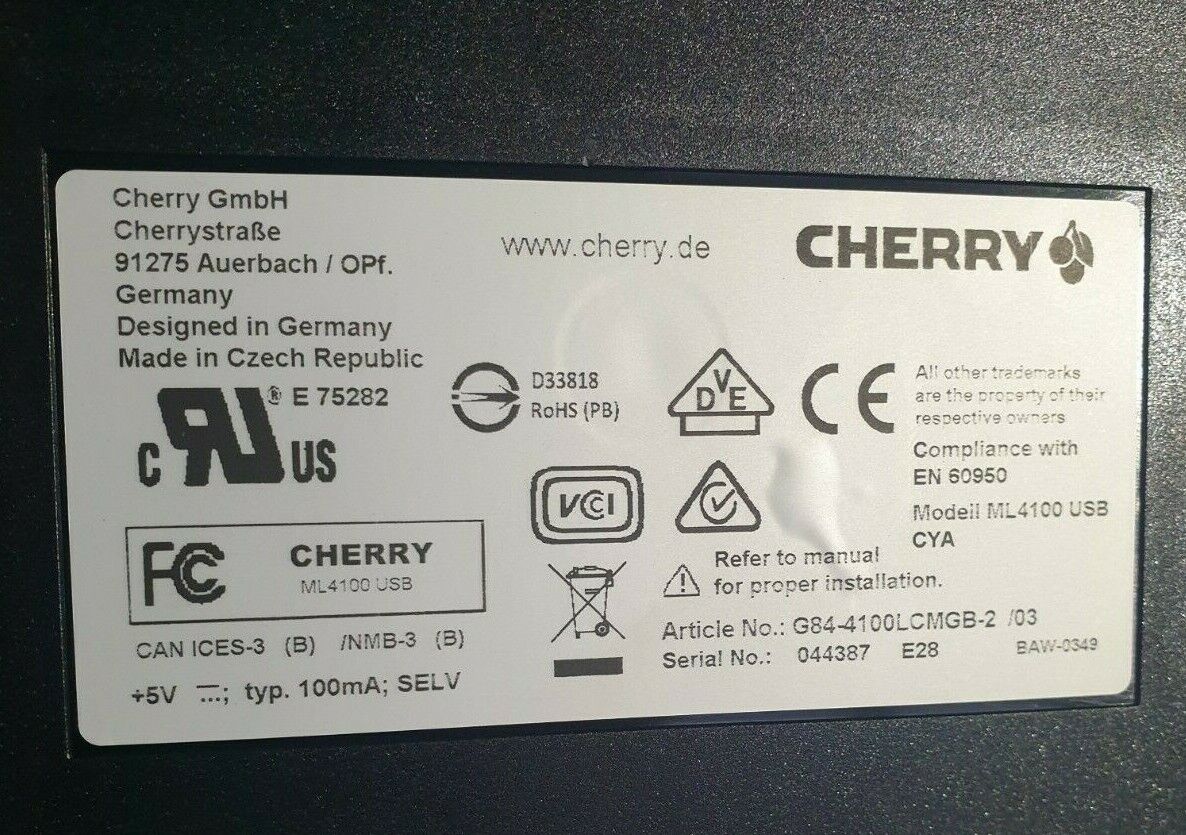 Cherry GmbH
Cherrystraße
91275 Auerbach / OPf.
Germany
Designed in Germany
Made in Czech Republic
www.cherry.de
CHERRY
C RU US ® E 75282
D33818
RoHS (PB)
VDE
CE
All other trademarks
are the property of their
respective owners
Compliance with
EN 60950
Modell ML4100 USB
CYA
FC
CHERRY
ML4100 USB
VCI
Refer to manual
for proper installation.
CAN ICES-3 (B) /NMB-3 (B)
+5V ⎓; typ. 100mA; SELV
Article No.: G84-4100LCMGB-2 /03
Serial No.: 044387 E28
BAW-0349